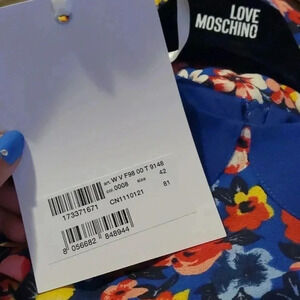 LOVE
MOSCHINO
art. W V F98 00 T 9148
col. 0008 size 42
173371671 CN1110121 81
8 056682 848944